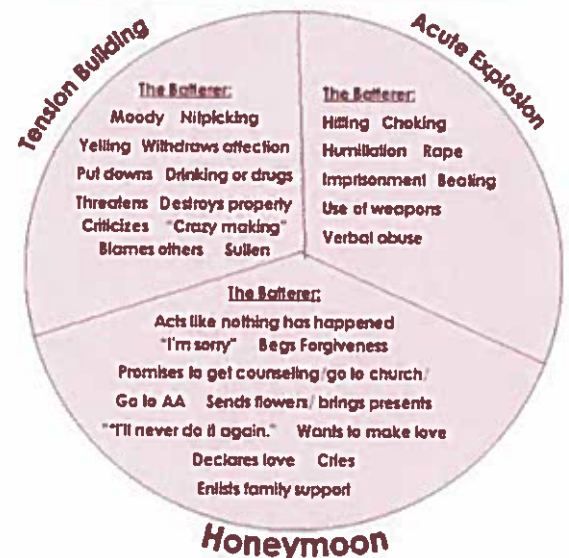 Tension Building
The Batterer:
Moody Nitpicking
Yelling Withdraws affection
Put downs Drinking or drugs
Threatens Destroys property
Criticizes "Crazy making"
Blames others Sullen
Acute Explosion
The Batterer:
Hitting Choking
Humiliation Rape
Imprisonment Beating
Use of weapons
Verbal abuse
The Batterer:
Acts like nothing has happened
"I'm sorry" Begs Forgiveness
Promises to get counseling/go to church/
Go to AA Sends flowers/ brings presents
"I'll never do it again." Wants to make love
Declares love Cries
Enlists family support
Honeymoon